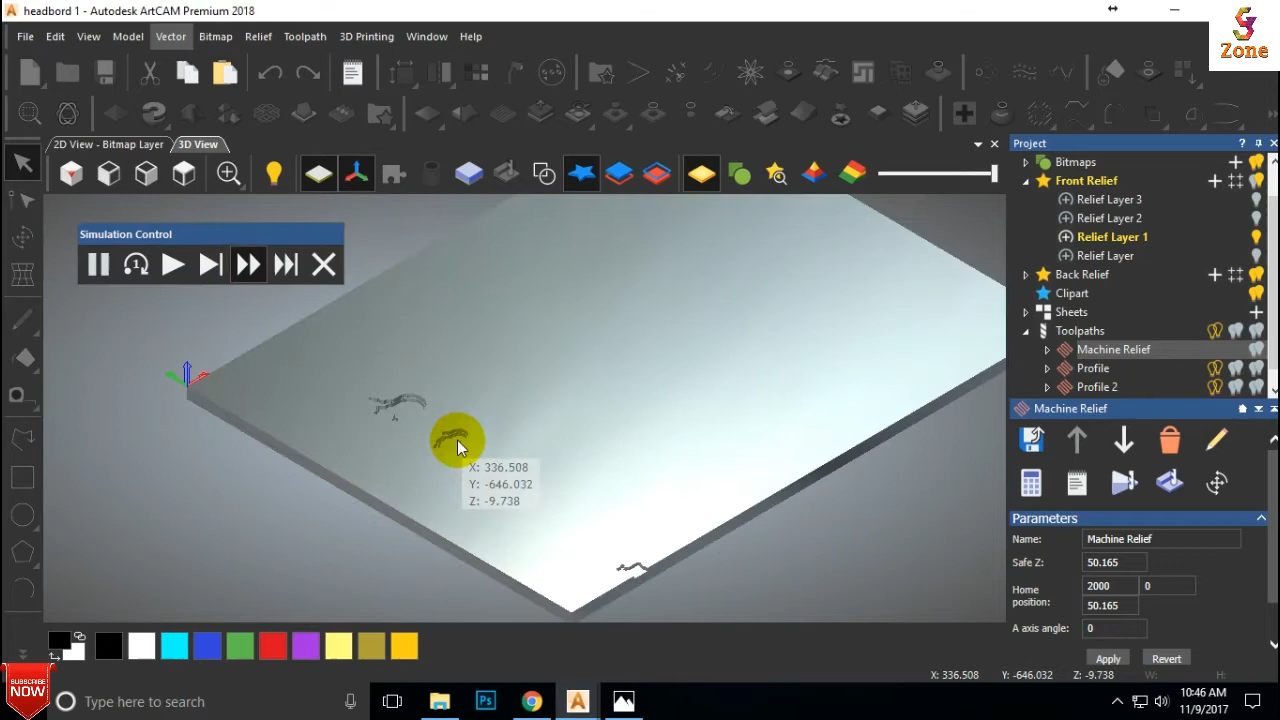 headbord 1 - Autodesk ArtCAM Premium 2018
File Edit View Model Vector Bitmap Relief Toolpath 3D Printing Window Help
Zone
2D View - Bitmap Layer 3D View
Project
Simulation Control
Bitmaps
Front Relief
Relief Layer 3
Relief Layer 2
Relief Layer 1
Relief Layer
Back Relief
Clipart
Sheets
Toolpaths
Machine Relief
Profile
Profile 2
Machine Relief
X: 336.508
Y: -646.032
Z: -9.738
Parameters
Name: Machine Relief
Safe Z: 50.165
Home position: 2000 0
50.165
A axis angle: 0
Apply Revert
X: 336.508 Y: -646.032 Z: -9.738 W: H:
SUBSCRIBE
NOW
Type here to search
10:46 AM
11/9/2017